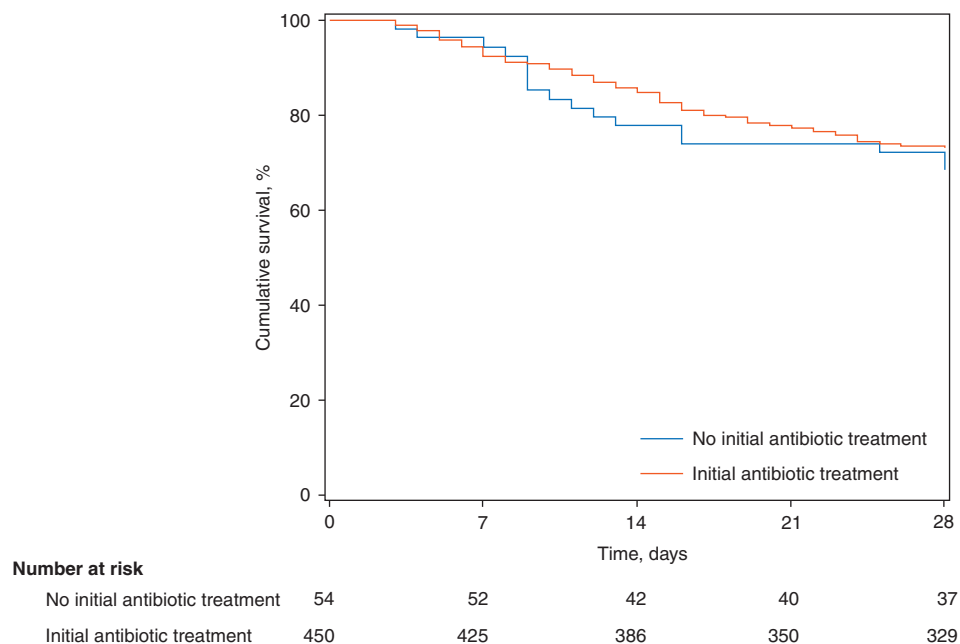 100
80
60
40
20
0
Cumulative survival, %
No initial antibiotic treatment
Initial antibiotic treatment
0 7 14 21 28
Time, days
Number at risk
No initial antibiotic treatment 54 52 42 40 37
Initial antibiotic treatment 450 425 386 350 329